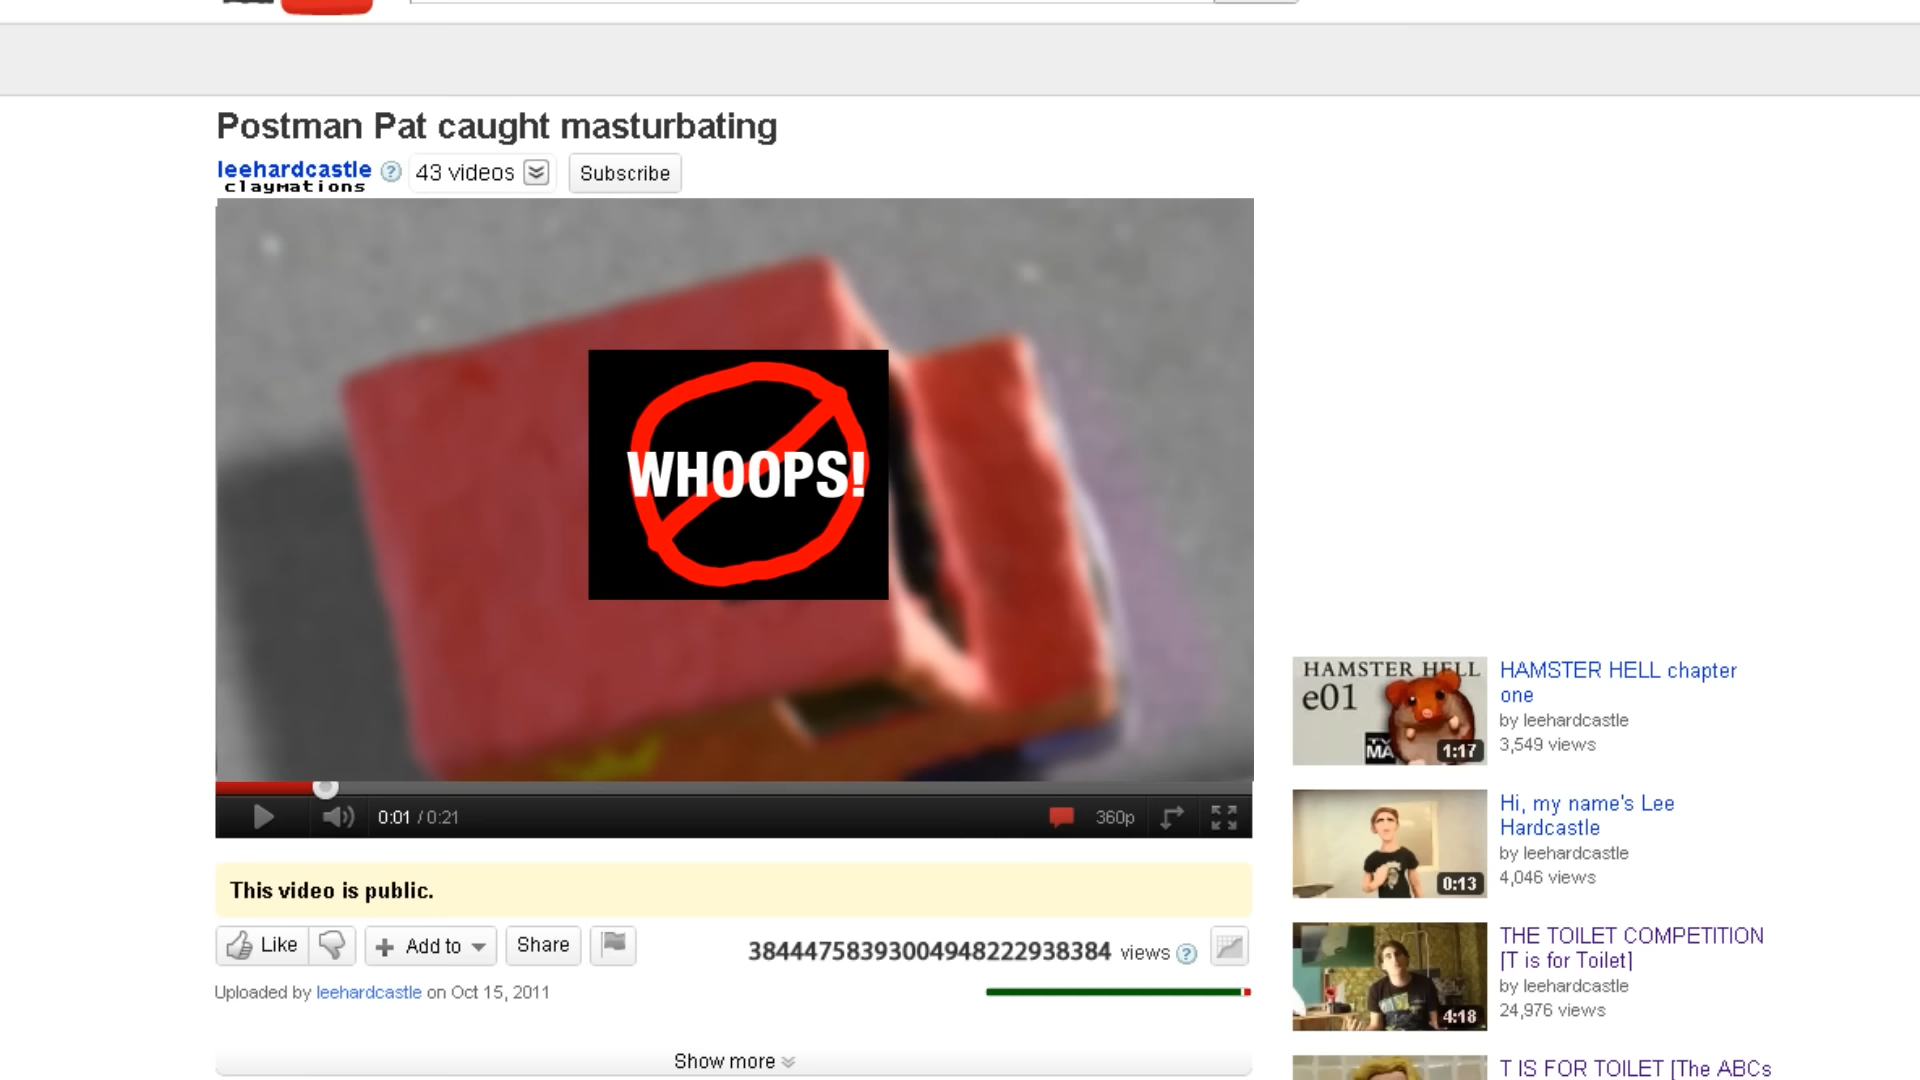 Postman Pat caught masturbating
leehardcastle
claymations
43 videos
Subscribe
WHOOPS!
0:01 / 0:21
360p
This video is public.
Like
Add to
Share
38444758393004948222938384 views
Uploaded by leehardcastle on Oct 15, 2011
Show more
HAMSTER HELL
e01
TV
MA
1:17
HAMSTER HELL chapter
one
by leehardcastle
3,549 views
0:13
Hi, my name's Lee
Hardcastle
by leehardcastle
4,046 views
4:18
THE TOILET COMPETITION
[T is for Toilet]
by leehardcastle
24,976 views
T IS FOR TOILET [The ABCs